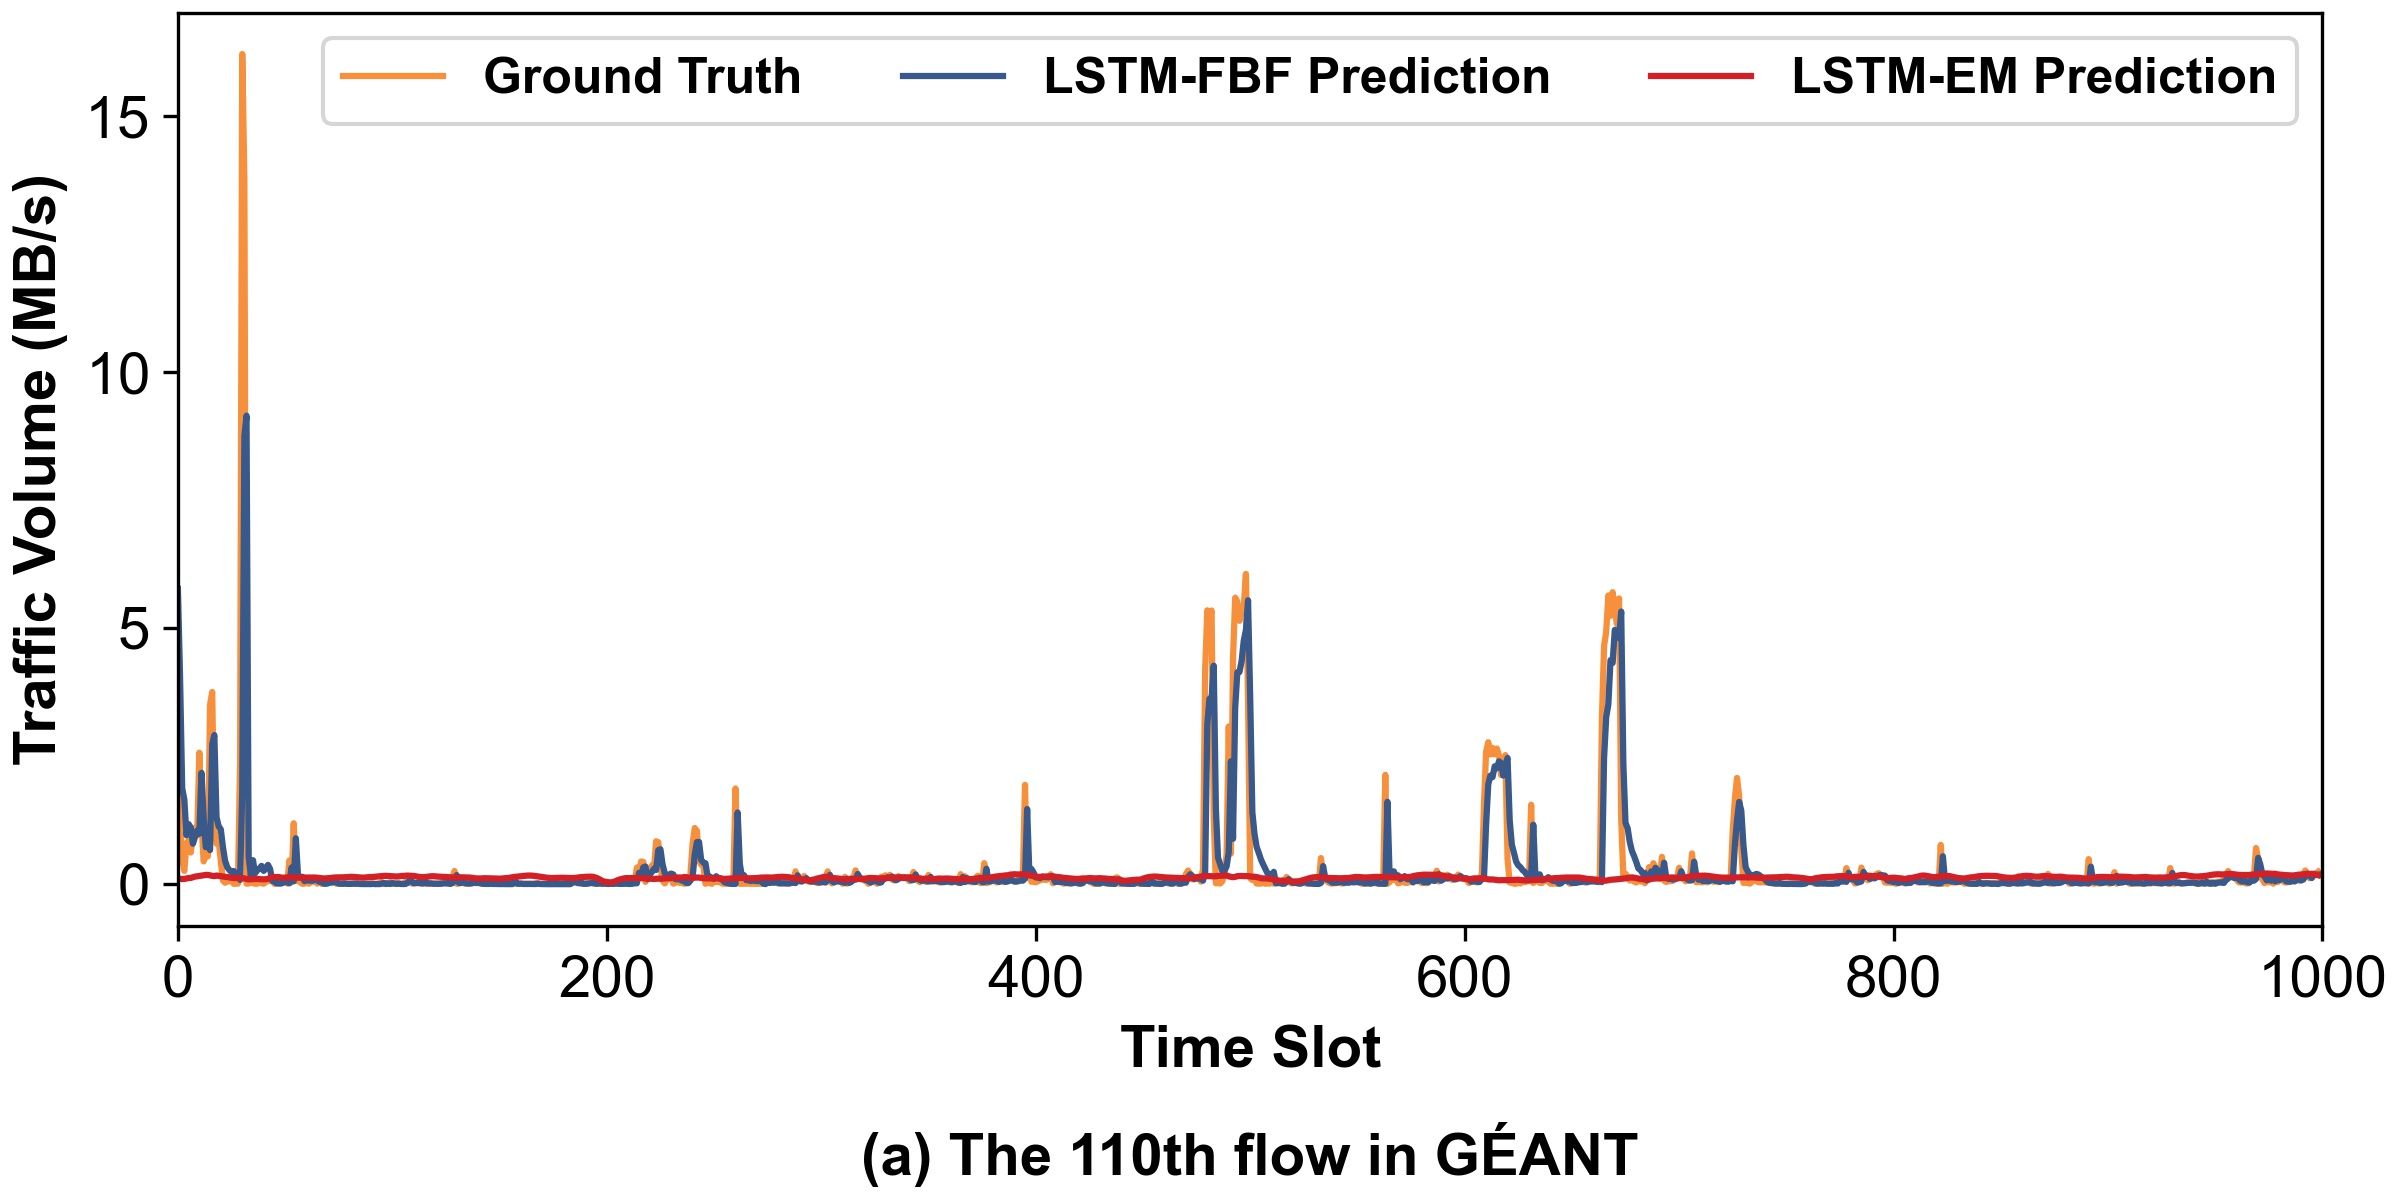 Ground Truth
LSTM-FBF Prediction
LSTM-EM Prediction
Traffic Volume (MB/s)
15
10
5
0
0
200
400
600
800
1000
Time Slot
(a) The 110th flow in GÉANT